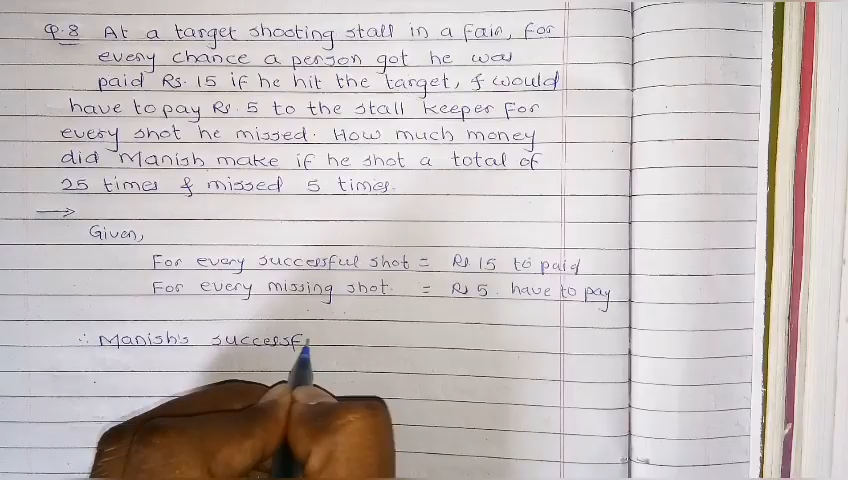 Q.8 At a target shooting stall in a fair, for
every chance a person got he was
paid Rs. 15 if he hit the target, & would
have to pay Rs. 5 to the stall keeper for
every shot he missed. How much money
did Manish make if he shot a total of
25 times & missed 5 times.
→
Given,
For every successful shot = Rs 15 to paid
For every missing shot. = Rs 5. have to pay
∴ Manish's successf